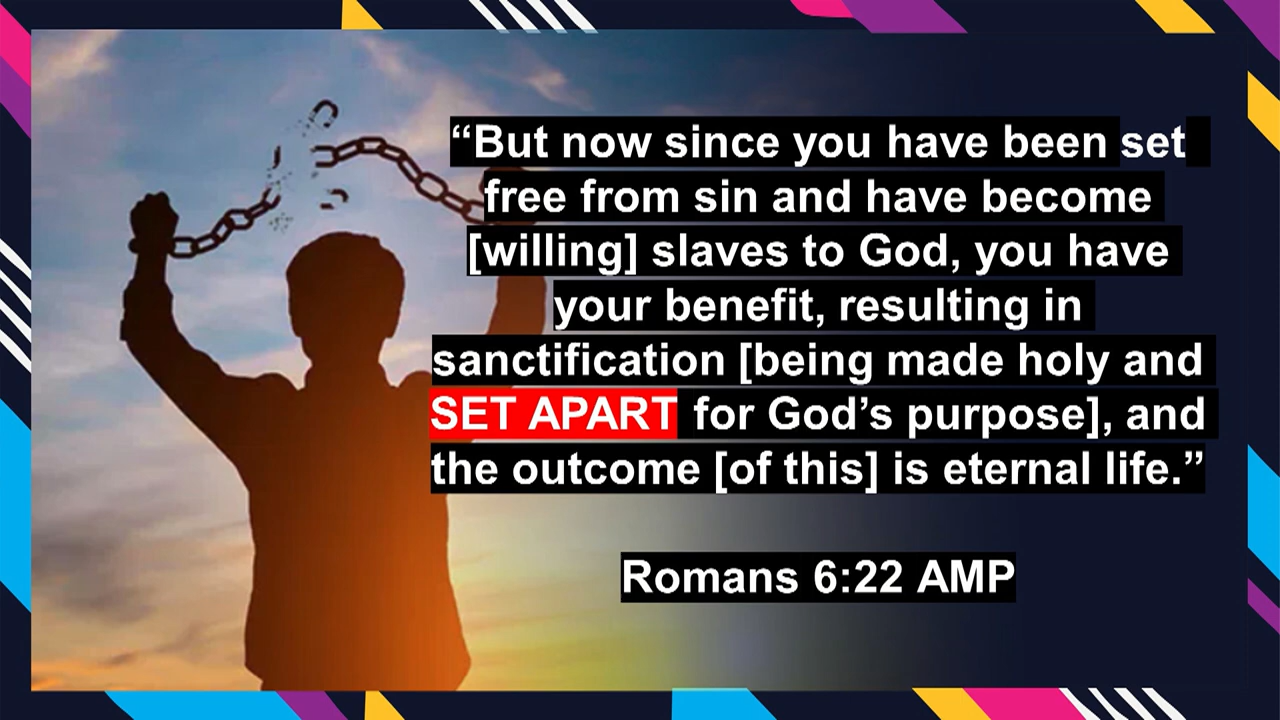 “But now since you have been set
free from sin and have become
[willing] slaves to God, you have
your benefit, resulting in
sanctification [being made holy and
SET APART for God’s purpose], and
the outcome [of this] is eternal life.”
Romans 6:22 AMP